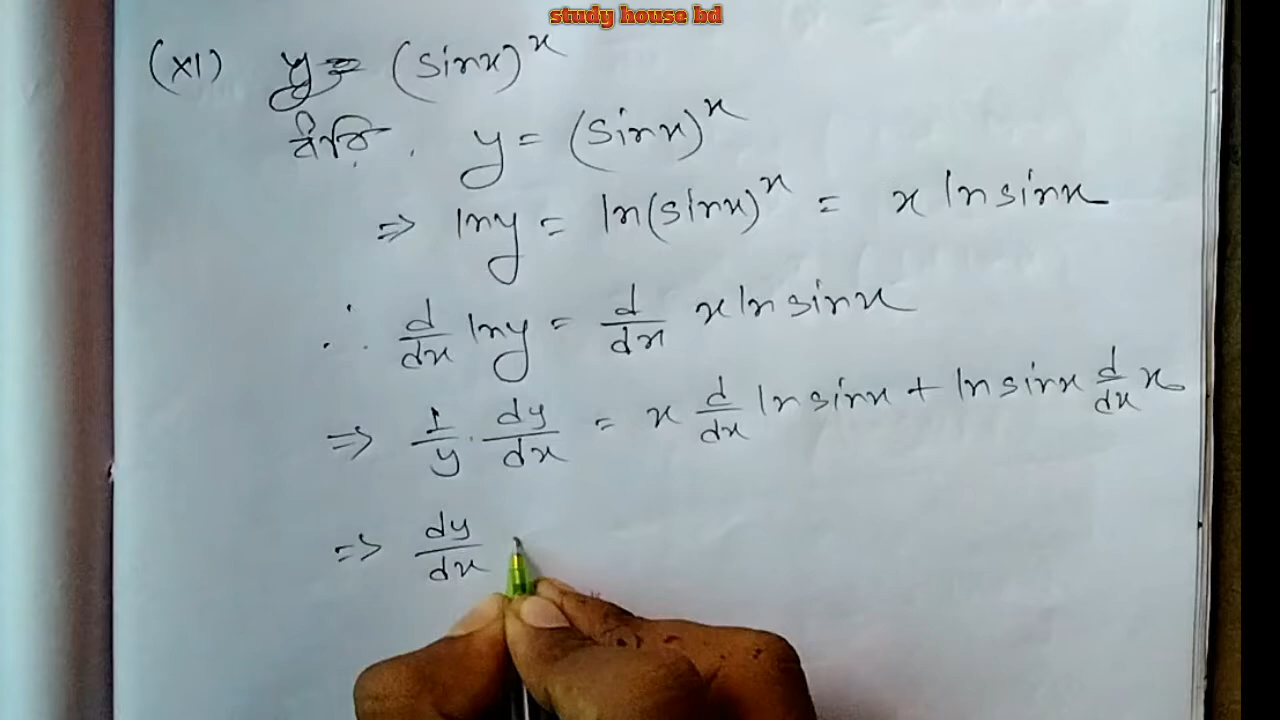 study house bd
(XI) y = (sinx)^x
ধরি, y = (sinx)^x
⇒ lny = ln(sinx)^x = x ln sinx
∴ d/dx lny = d/dx x ln sinx
⇒ 1/y . dy/dx = x d/dx ln sinx + ln sinx d/dx x
⇒ dy/dx